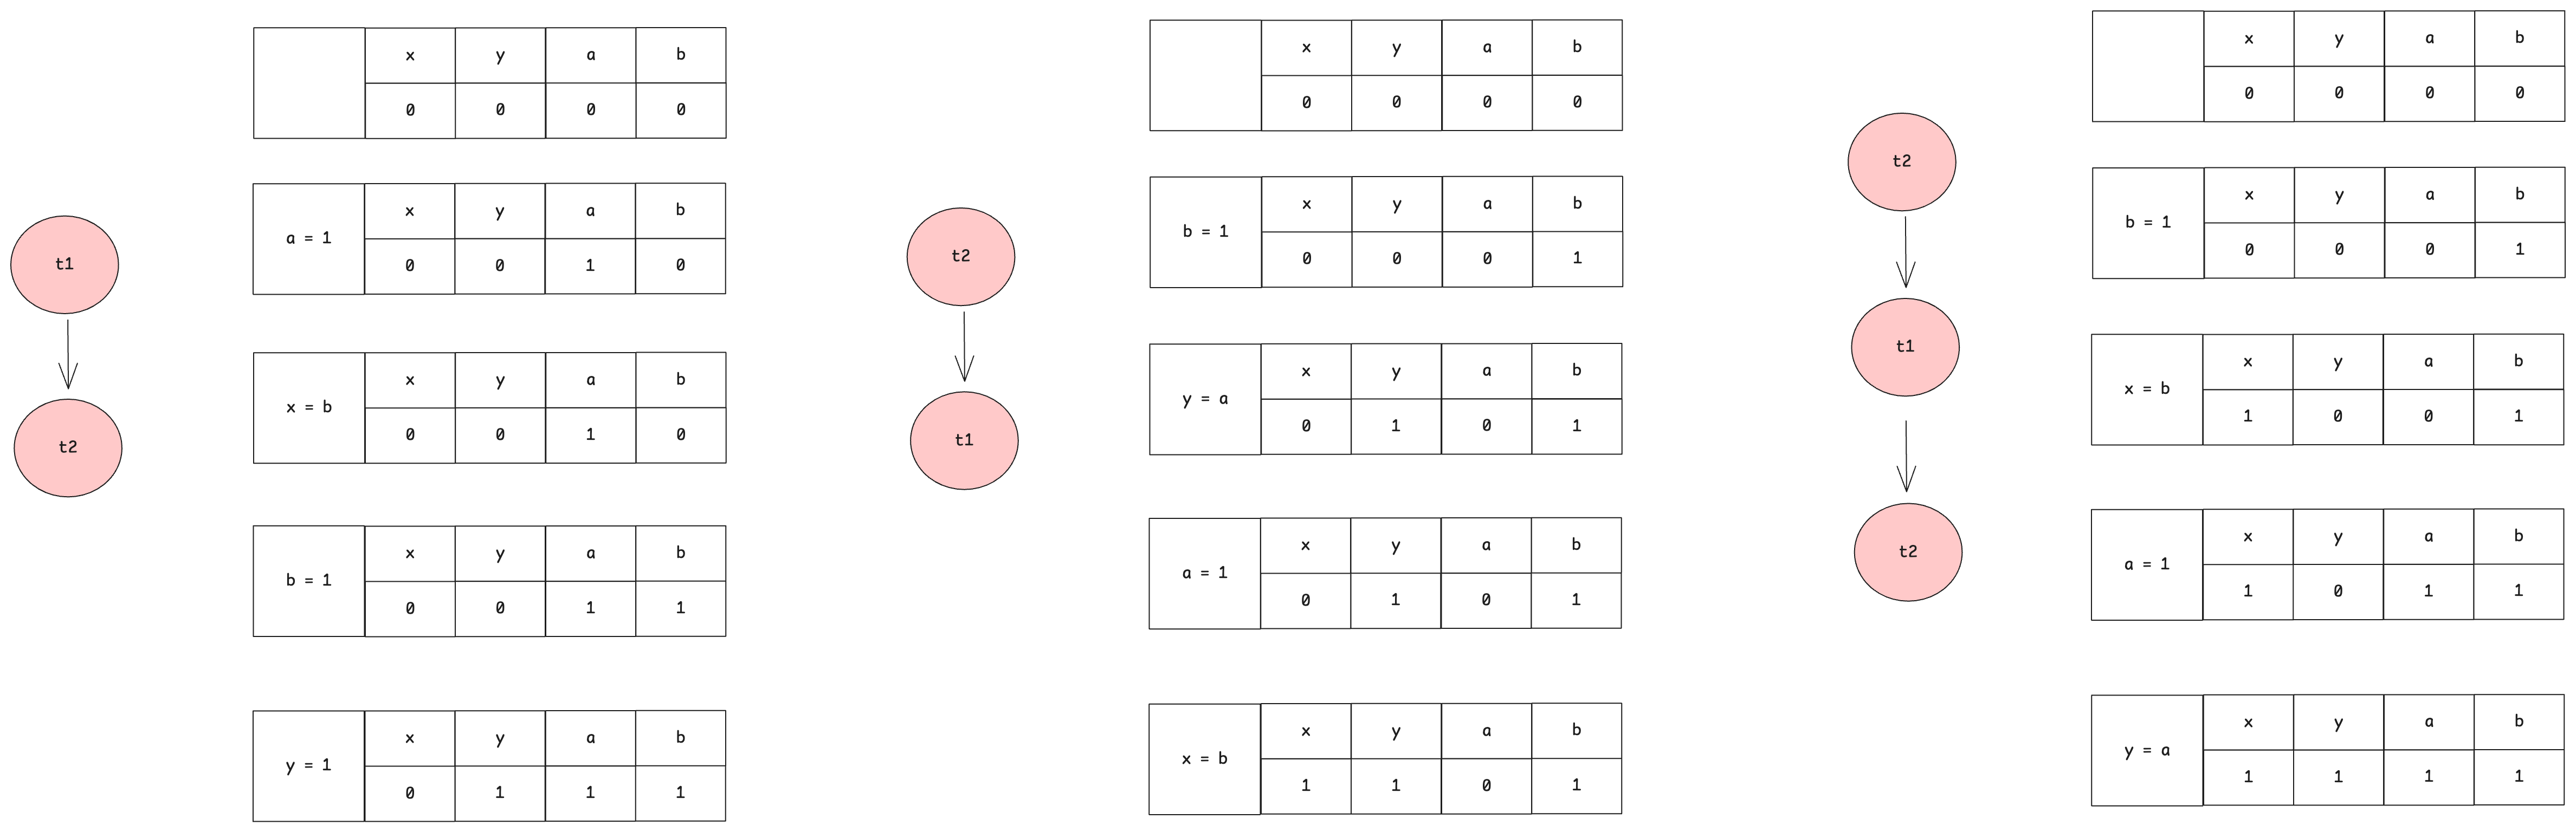 t1
t2
x y a b
0 0 0 0
a = 1
x y a b
0 0 1 0
x = b
x y a b
0 0 1 0
b = 1
x y a b
0 0 1 1
y = 1
x y a b
0 1 1 1
t2
t1
x y a b
0 0 0 0
b = 1
x y a b
0 0 0 1
y = a
x y a b
0 1 0 1
a = 1
x y a b
0 1 0 1
x = b
x y a b
1 1 0 1
t2
t1
t2
x y a b
0 0 0 0
b = 1
x y a b
0 0 0 1
x = b
x y a b
1 0 0 1
a = 1
x y a b
1 0 1 1
y = a
x y a b
1 1 1 1